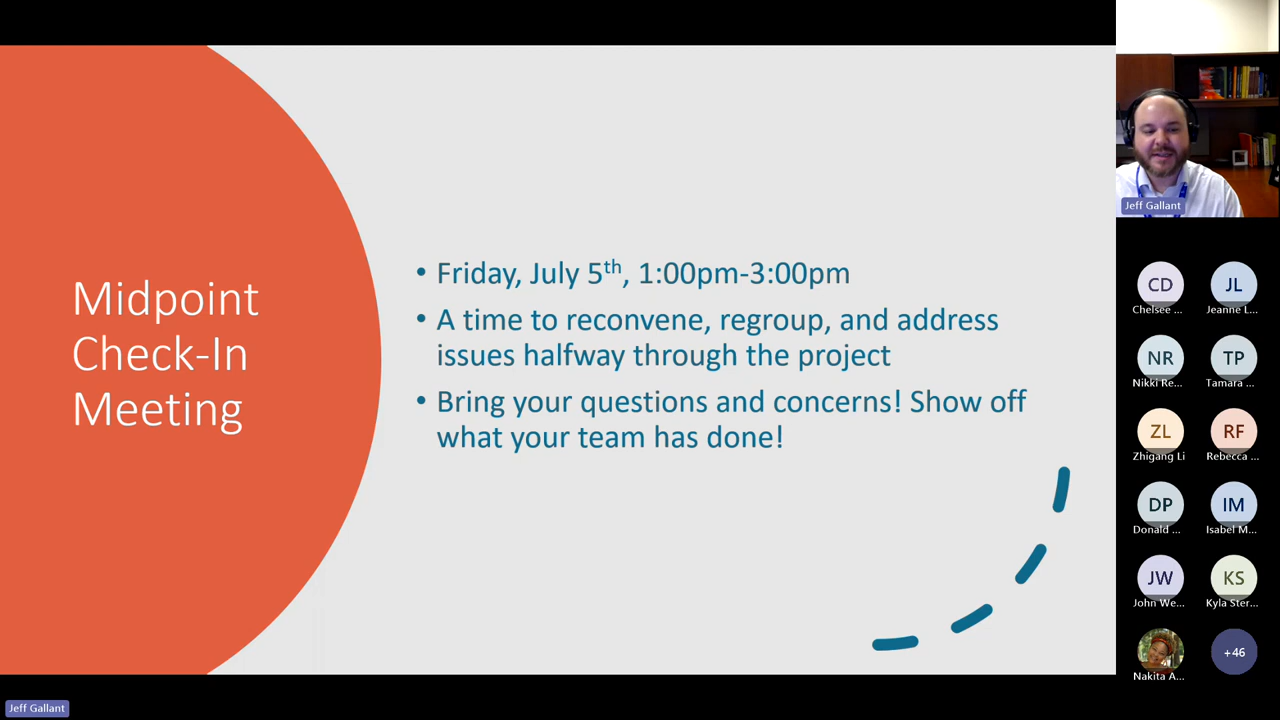 Midpoint
Check-In
Meeting
• Friday, July 5th, 1:00pm-3:00pm
• A time to reconvene, regroup, and address
issues halfway through the project
• Bring your questions and concerns! Show off
what your team has done!
Jeff Gallant
CD
JL
Chelsee ...
Jeanne L...
NR
TP
Nikki Re...
Tamara ...
ZL
RF
Zhigang Li
Rebecca ...
DP
IM
Donald ...
Isabel M...
JW
KS
John We...
Kyla Ster...
+46
Nakita A...
Jeff Gallant